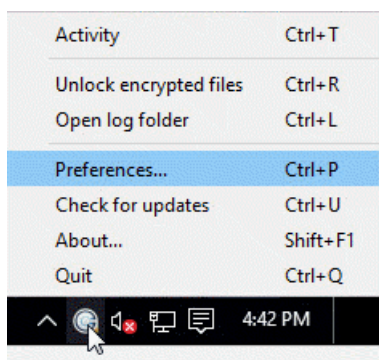 Activity Ctrl+T
Unlock encrypted files Ctrl+R
Open log folder Ctrl+L
Preferences... Ctrl+P
Check for updates Ctrl+U
About... Shift+F1
Quit Ctrl+Q
4:42 PM